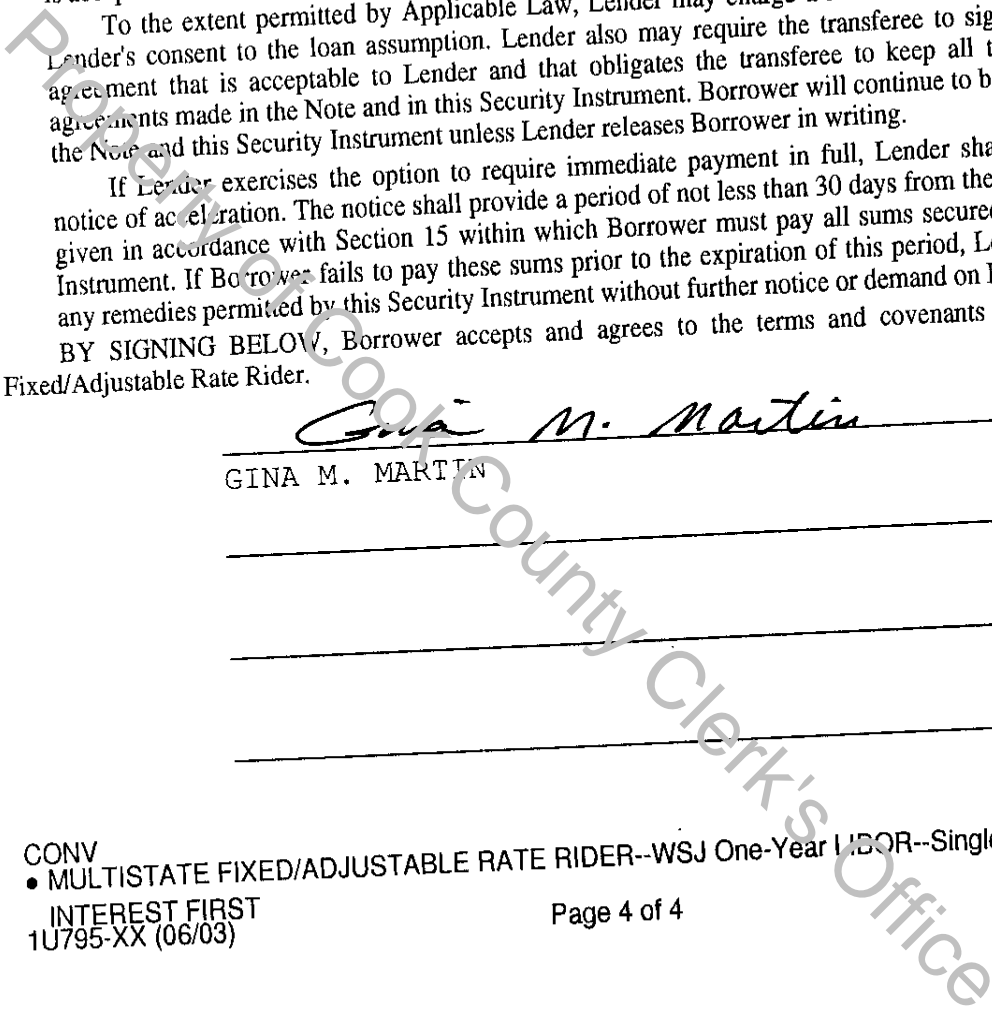 To the extent permitted by Applicable Law, Lender may charge a
Lender's consent to the loan assumption. Lender also may require the transferee to sig
agreement that is acceptable to Lender and that obligates the transferee to keep all t
agreements made in the Note and in this Security Instrument. Borrower will continue to b
the Note and this Security Instrument unless Lender releases Borrower in writing.
If Lender exercises the option to require immediate payment in full, Lender sha
notice of acceleration. The notice shall provide a period of not less than 30 days from the
given in accordance with Section 15 within which Borrower must pay all sums secured
Instrument. If Borrower fails to pay these sums prior to the expiration of this period, L
any remedies permitted by this Security Instrument without further notice or demand on
BY SIGNING BELOW, Borrower accepts and agrees to the terms and covenants
Fixed/Adjustable Rate Rider.
Gina M. Martin
GINA M. MARTIN
Property of Cook County Clerk's Office
CONV
• MULTISTATE FIXED/ADJUSTABLE RATE RIDER--WSJ One-Year LIBOR--Single
INTEREST FIRST
1U795-XX (06/03)
Page 4 of 4